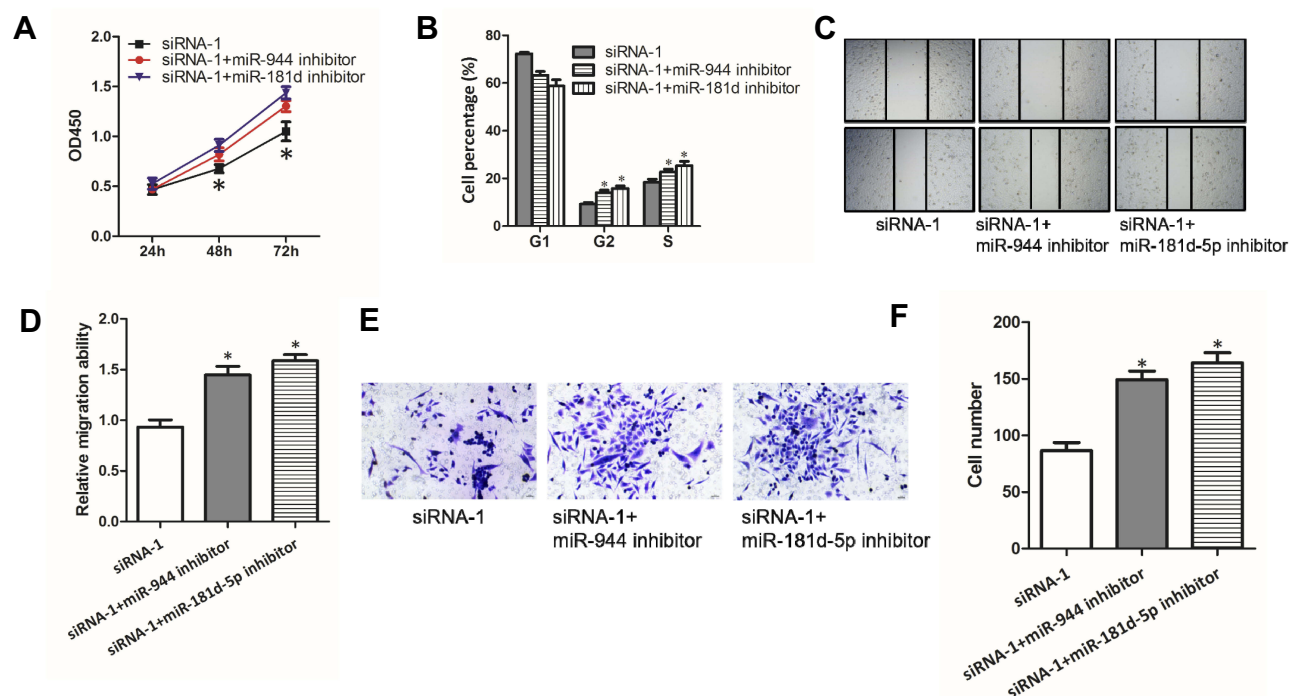 A
OD450
2.0
1.5
1.0
0.5
0.0
24h
48h
72h
siRNA-1
siRNA-1+miR-944 inhibitor
siRNA-1+miR-181d inhibitor
*
*
B
Cell percentage (%)
80
60
40
20
0
G1
G2
S
siRNA-1
siRNA-1+miR-944 inhibitor
siRNA-1+miR-181d inhibitor
* *
* *
C
siRNA-1
siRNA-1+
miR-944 inhibitor
siRNA-1+
miR-181d-5p inhibitor
D
Relative migration ability
2.0
1.5
1.0
0.5
0.0
*
*
siRNA-1
siRNA-1+miR-944 inhibitor
siRNA-1+miR-181d-5p inhibitor
E
siRNA-1
siRNA-1+
miR-944 inhibitor
siRNA-1+
miR-181d-5p inhibitor
F
Cell number
200
150
100
50
0
*
*
siRNA-1
siRNA-1+miR-944 inhibitor
siRNA-1+miR-181d-5p inhibitor